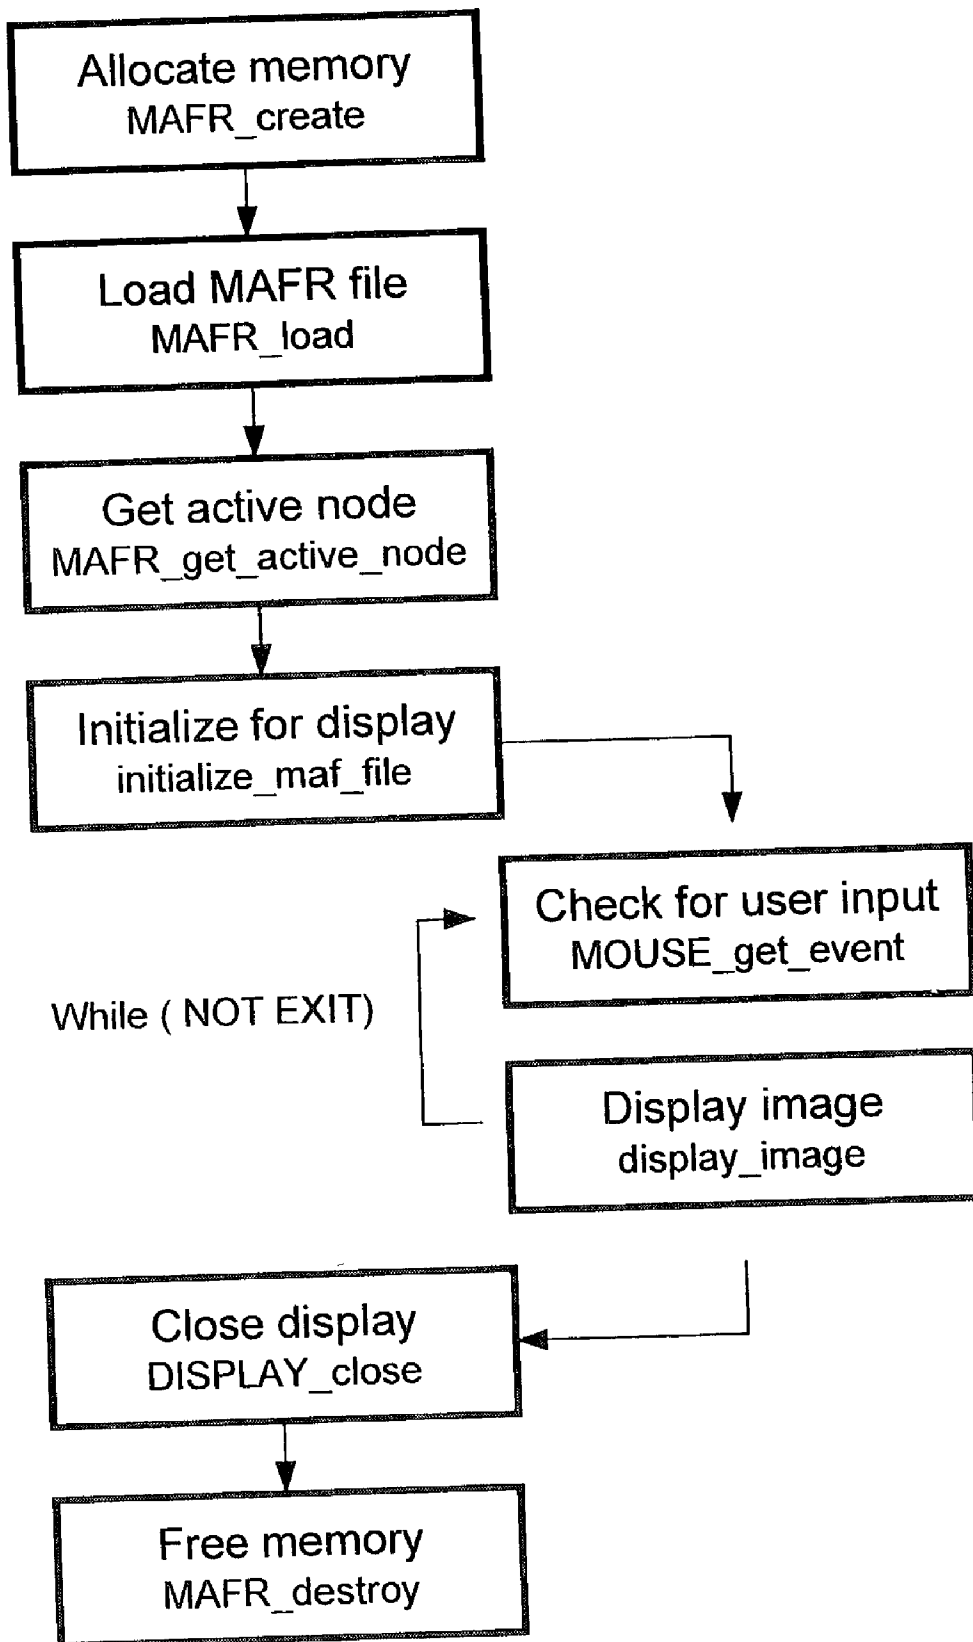 Allocate memory
MAFR_create
Load MAFR file
MAFR_load
Get active node
MAFR_get_active_node
Initialize for display
initialize_maf_file
Check for user input
MOUSE_get_event
While ( NOT EXIT)
Display image
display_image
Close display
DISPLAY_close
Free memory
MAFR_destroy